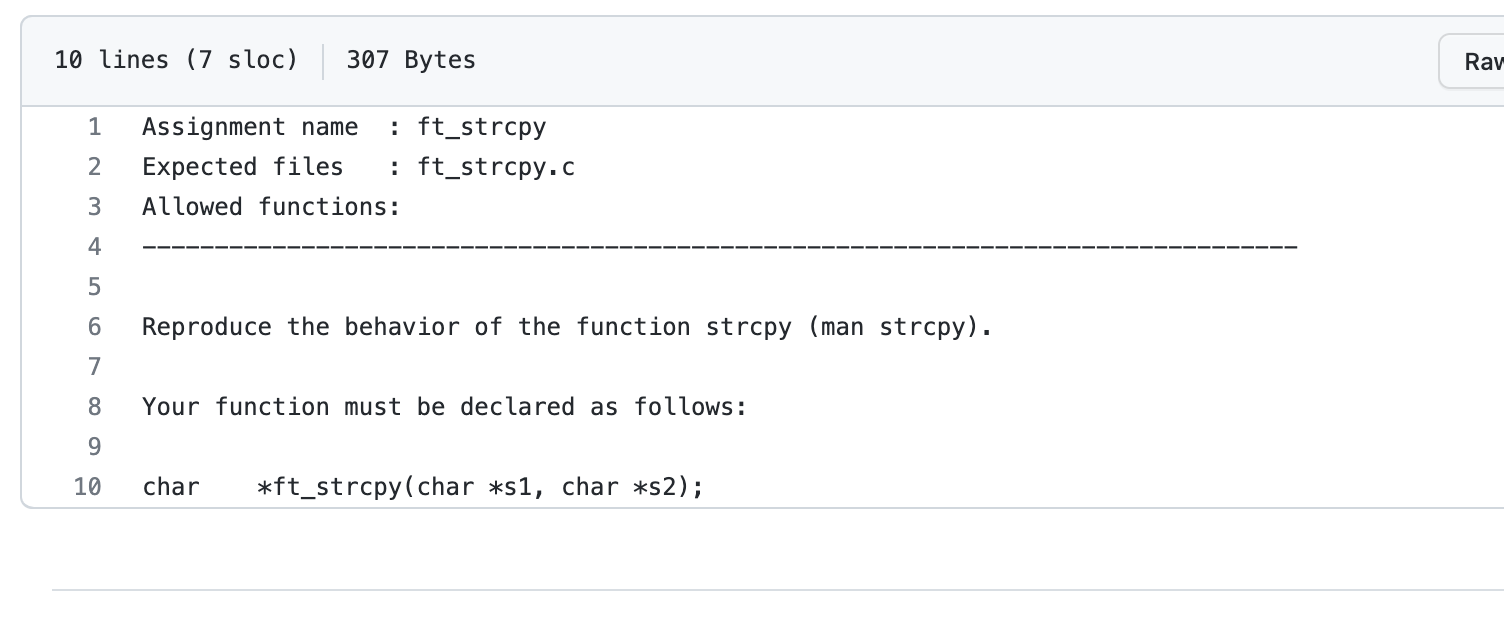 10 lines (7 sloc) 307 Bytes
1 Assignment name  : ft_strcpy
2 Expected files   : ft_strcpy.c
3 Allowed functions:
4 --------------------------------------------------------------------------------
5
6 Reproduce the behavior of the function strcpy (man strcpy).
7
8 Your function must be declared as follows:
9
10 char    *ft_strcpy(char *s1, char *s2);